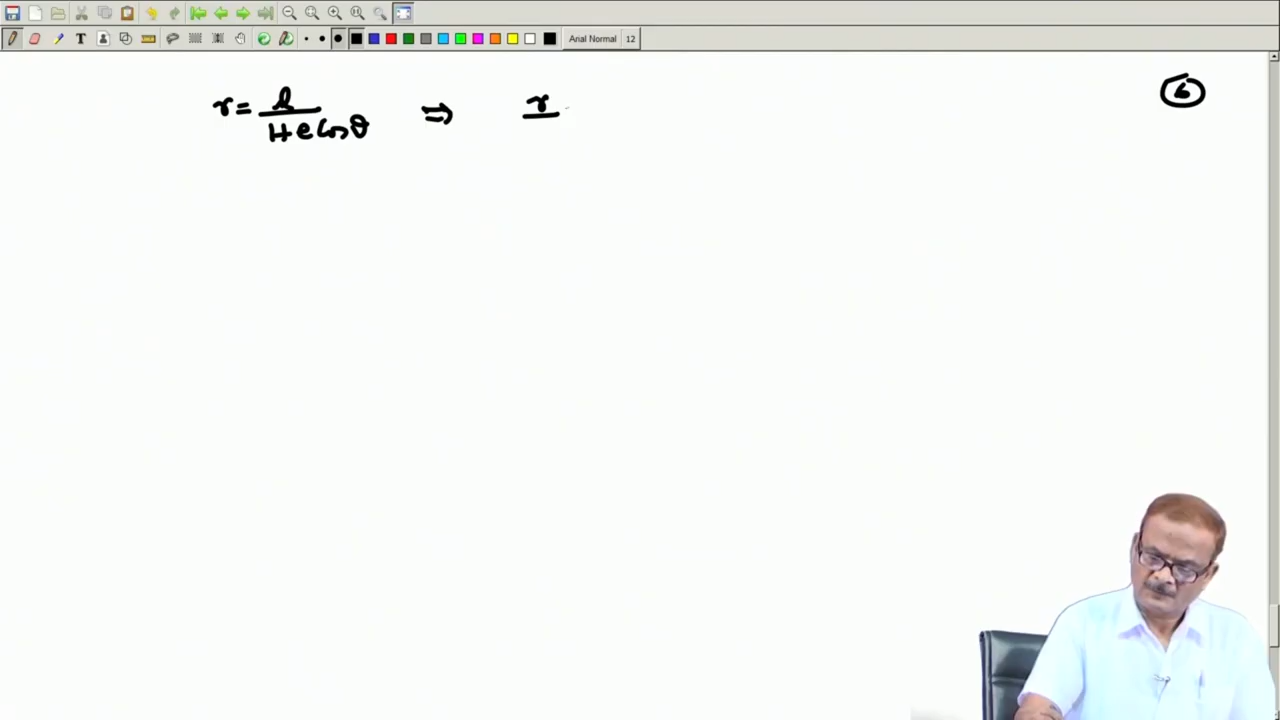 Arial Normal 12
6
r = l / 1+e Cos θ ⇒ r